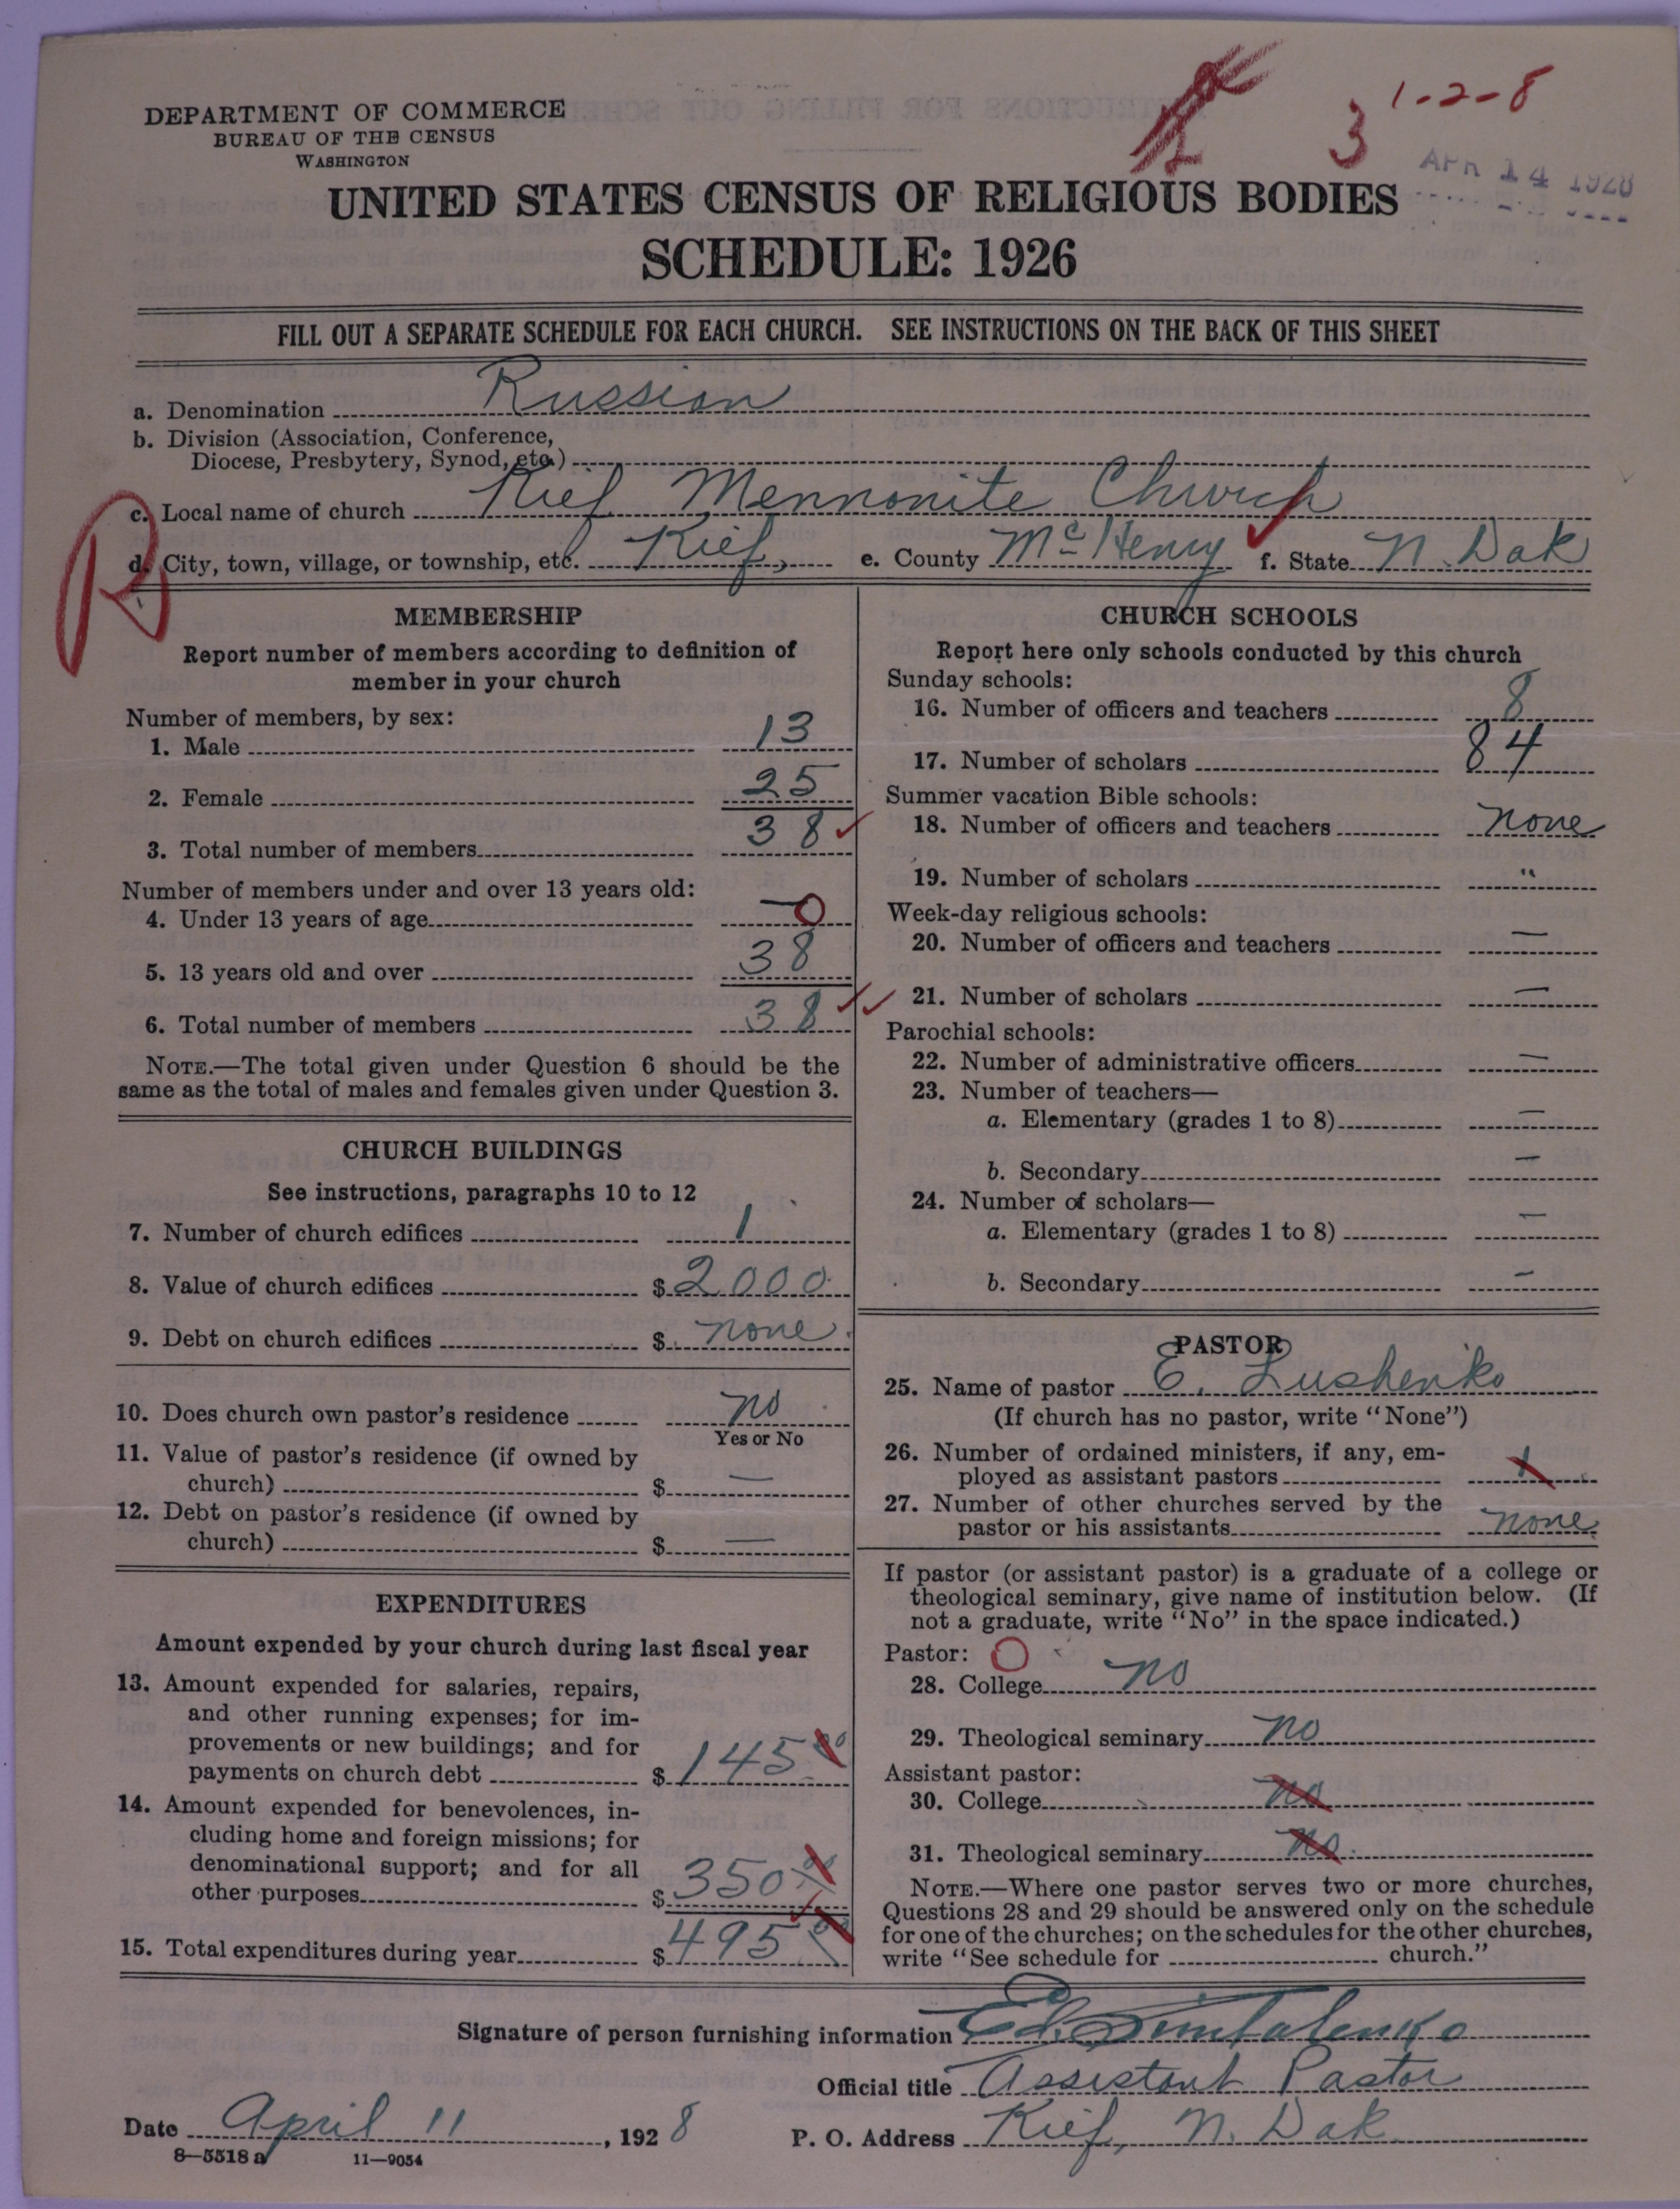 DEPARTMENT OF COMMERCE
BUREAU OF THE CENSUS
WASHINGTON
3 1-2-8
APR 14 1928
UNITED STATES CENSUS OF RELIGIOUS BODIES
SCHEDULE: 1926
FILL OUT A SEPARATE SCHEDULE FOR EACH CHURCH. SEE INSTRUCTIONS ON THE BACK OF THIS SHEET
a. Denomination Russian
b. Division (Association, Conference,
Diocese, Presbytery, Synod, etc.)
c. Local name of church Kief Mennonite Church
d. City, town, village, or township, etc. Kief, e. County McHenry f. State N. Dak
MEMBERSHIP
Report number of members according to definition of
member in your church
Number of members, by sex:
1. Male 13
2. Female 25
3. Total number of members 38
Number of members under and over 13 years old:
4. Under 13 years of age 0
5. 13 years old and over 38
6. Total number of members 38
NOTE.—The total given under Question 6 should be the
same as the total of males and females given under Question 3.
CHURCH BUILDINGS
See instructions, paragraphs 10 to 12
7. Number of church edifices 1
8. Value of church edifices $ 2000
9. Debt on church edifices $ none
10. Does church own pastor's residence no
Yes or No
11. Value of pastor's residence (if owned by
church) $ —
12. Debt on pastor's residence (if owned by
church) $ —
EXPENDITURES
Amount expended by your church during last fiscal year
13. Amount expended for salaries, repairs,
and other running expenses; for im-
provements or new buildings; and for
payments on church debt $ 145 00
14. Amount expended for benevolences, in-
cluding home and foreign missions; for
denominational support; and for all
other purposes $ 350 00
15. Total expenditures during year $ 495 00
CHURCH SCHOOLS
Report here only schools conducted by this church
Sunday schools:
16. Number of officers and teachers 8
17. Number of scholars 84
Summer vacation Bible schools:
18. Number of officers and teachers none
19. Number of scholars "
Week-day religious schools:
20. Number of officers and teachers —
21. Number of scholars —
Parochial schools:
22. Number of administrative officers —
23. Number of teachers—
a. Elementary (grades 1 to 8) —
b. Secondary —
24. Number of scholars—
a. Elementary (grades 1 to 8) —
b. Secondary —
PASTOR
25. Name of pastor E. Lushenko
(If church has no pastor, write "None")
26. Number of ordained ministers, if any, em-
ployed as assistant pastors 1
27. Number of other churches served by the
pastor or his assistants none
If pastor (or assistant pastor) is a graduate of a college or
theological seminary, give name of institution below. (If
not a graduate, write "No" in the space indicated.)
Pastor: O
28. College no
29. Theological seminary no
Assistant pastor:
30. College no
31. Theological seminary no
NOTE.—Where one pastor serves two or more churches,
Questions 28 and 29 should be answered only on the schedule
for one of the churches; on the schedules for the other churches,
write "See schedule for church."
Signature of person furnishing information
Official title Assistant Pastor
Date April 11, 1928 P. O. Address Kief, N. Dak
8—5518 a 11—9054